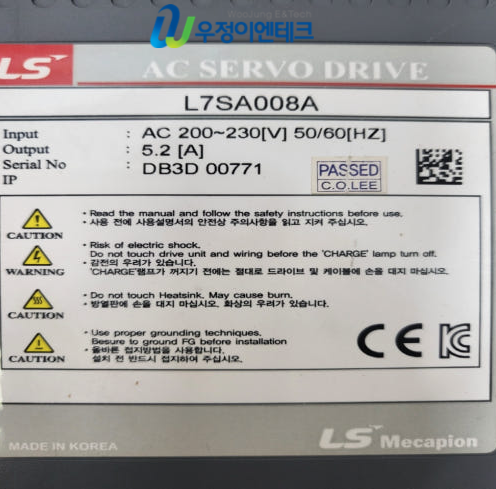 Woojung E&Tech
우정이엔테크
LS
AC SERVO DRIVE
L7SA008A
Input : AC 200~230[V] 50/60[HZ]
Output : 5.2 [A]
Serial No : DB3D 00771
IP
PASSED
C.O.LEE
CAUTION
• Read the manual and follow the safety instructions before use.
• 사용 전에 사용설명서의 안전상 주의사항을 읽고 지켜 주십시오.
WARNING
• Risk of electric shock.
Do not touch drive unit and wiring before the 'CHARGE' lamp turn off.
• 감전의 우려가 있습니다.
'CHARGE'램프가 꺼지기 전에는 절대로 드라이브 및 케이블에 손을 대지 마십시오.
CAUTION
• Do not touch Heatsink. May cause burn.
• 방열판에 손을 대지 마십시오, 화상의 우려가 있습니다.
CAUTION
• Use proper grounding techniques.
Besure to ground FG before installation
• 올바른 접지방법을 사용합니다.
설치 전 반드시 접지하여 주십시오.
CE
MADE IN KOREA
LS Mecapion